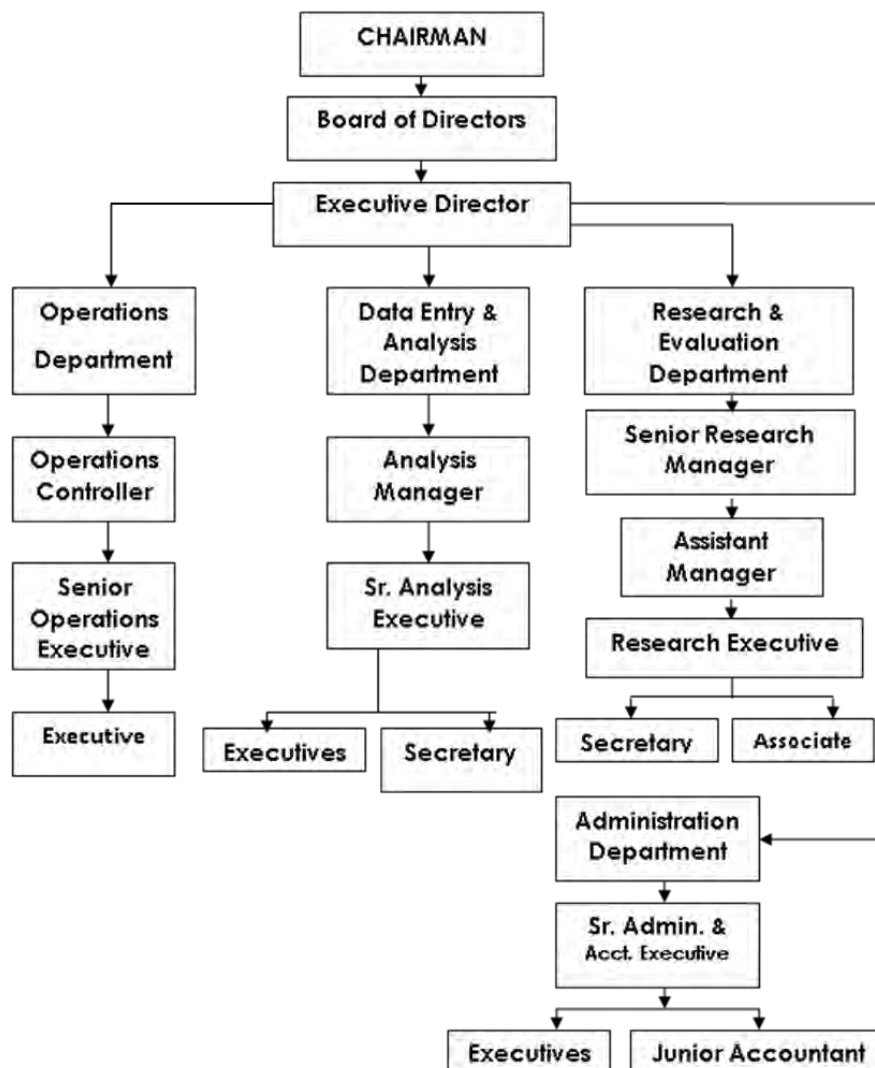 CHAIRMAN
Board of Directors
Executive Director
Operations
Department
Data Entry &
Analysis
Department
Research &
Evaluation
Department
Operations
Controller
Analysis
Manager
Senior Research
Manager
Assistant
Manager
Senior
Operations
Executive
Sr. Analysis
Executive
Research Executive
Executive
Executives
Secretary
Secretary
Associate
Administration
Department
Sr. Admin. &
Acct. Executive
Executives
Junior Accountant